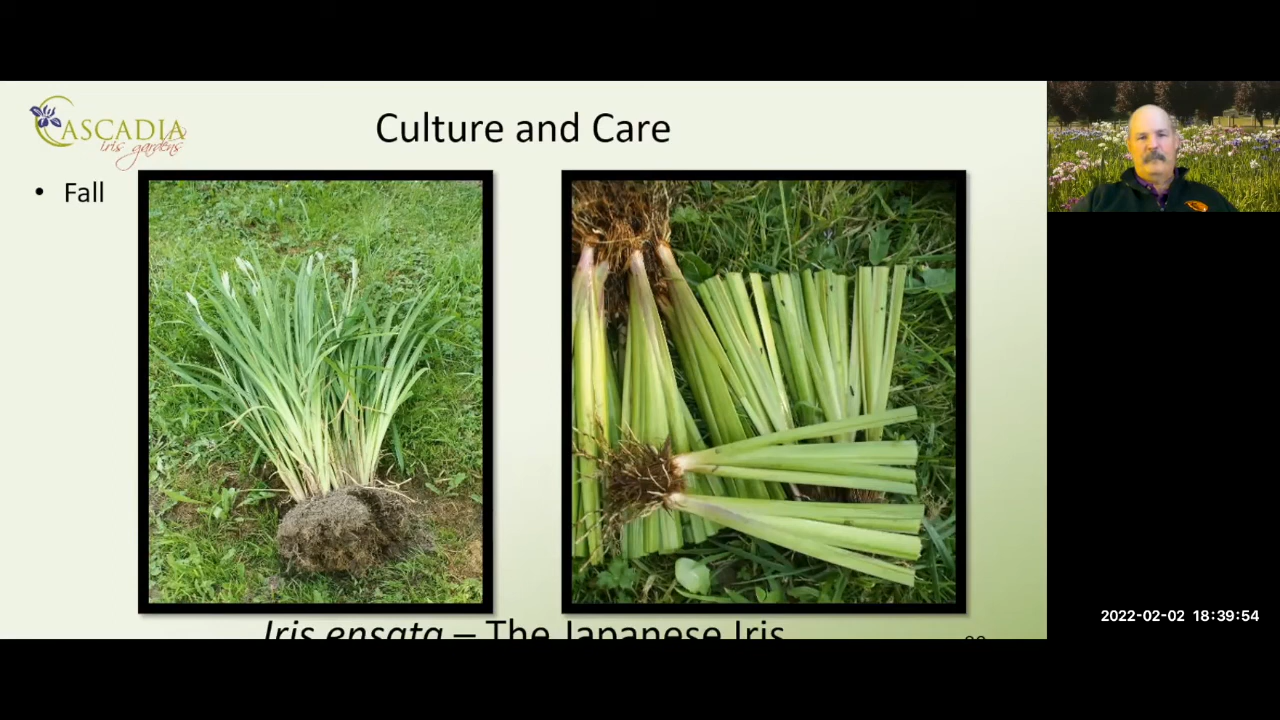 CASCADIA
iris gardens
Culture and Care
• Fall
Iris ensata – The Japanese Iris
2022-02-02 18:39:54